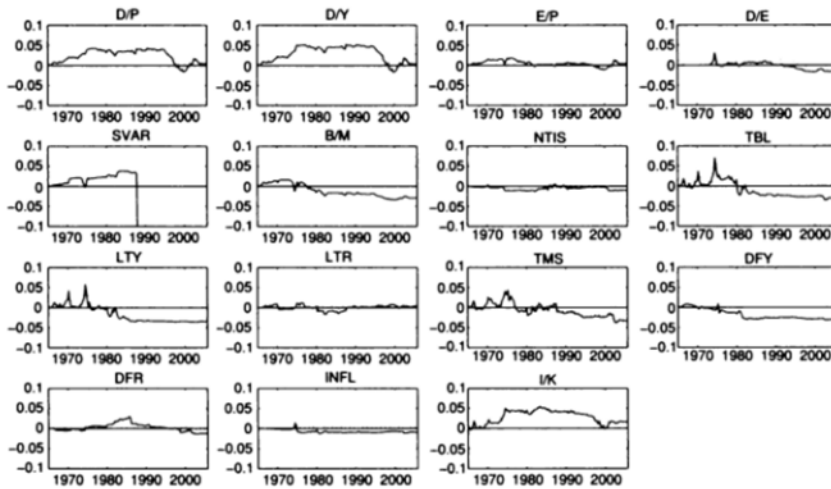 D/P D/Y E/P D/E
0.1 0.1 0.1 0.1
0.05 0.05 0.05 0.05
0 0 0 0
−0.05 −0.05 −0.05 −0.05
−0.1 −0.1 −0.1 −0.1
1970 1980 1990 2000 1970 1980 1990 2000 1970 1980 1990 2000 1970 1980 1990 2000
SVAR B/M NTIS TBL
0.1 0.1 0.1 0.1
0.05 0.05 0.05 0.05
0 0 0 0
−0.05 −0.05 −0.05 −0.05
−0.1 −0.1 −0.1 −0.1
1970 1980 1990 2000 1970 1980 1990 2000 1970 1980 1990 2000 1970 1980 1990 2000
LTY LTR TMS DFY
0.1 0.1 0.1 0.1
0.05 0.05 0.05 0.05
0 0 0 0
−0.05 −0.05 −0.05 −0.05
−0.1 −0.1 −0.1 −0.1
1970 1980 1990 2000 1970 1980 1990 2000 1970 1980 1990 2000 1970 1980 1990 2000
DFR INFL I/K
0.1 0.1 0.1
0.05 0.05 0.05
0 0 0
−0.05 −0.05 −0.05
−0.1 −0.1 −0.1
1970 1980 1990 2000 1970 1980 1990 2000 1970 1980 1990 2000